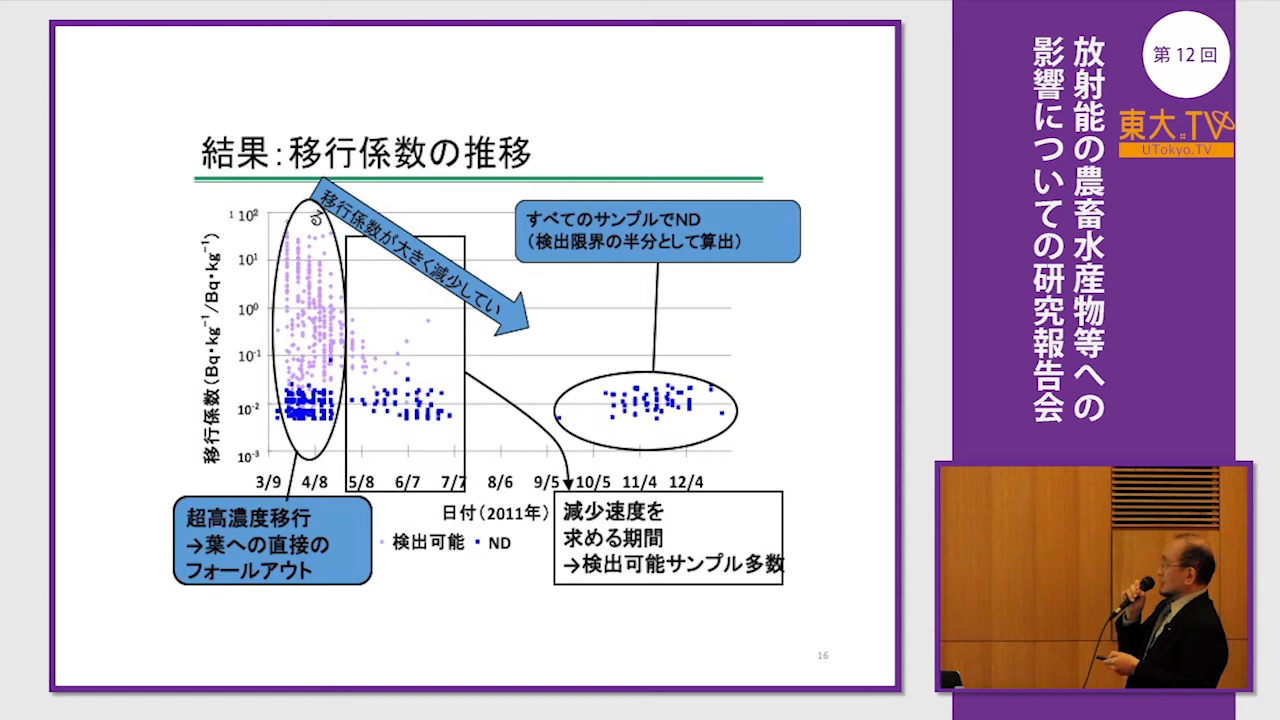 結果:移行係数の推移
移行係数が大きく減少してい
る
すべてのサンプルでND
(検出限界の半分として算出)
移行係数(Bq・kg⁻¹/Bq・kg⁻¹)
1 10²
10¹
10⁰
10⁻¹
10⁻²
10⁻³
3/9 4/8 5/8 6/7 7/7 8/6 9/5 10/5 11/4 12/4
日付(2011年)
検出可能 ND
超高濃度移行
→葉への直接の
フォールアウト
減少速度を
求める期間
→検出可能サンプル多数
16
第12回
放射能の農畜水産物等への
影響についての研究報告会
東大.:TV
UTokyo.TV